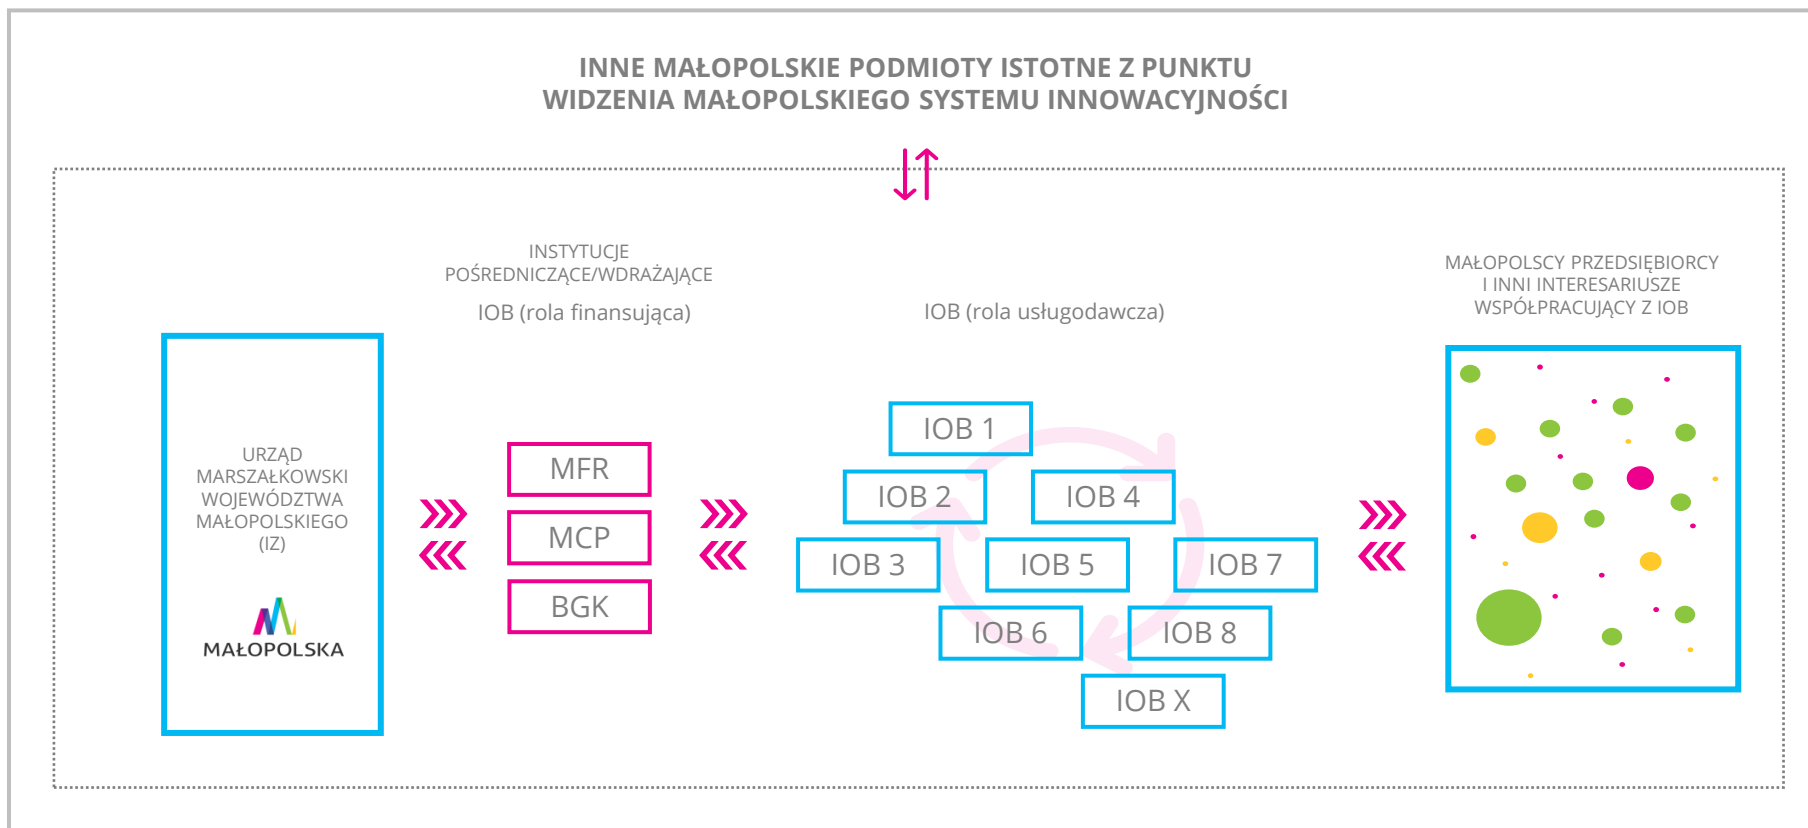 INNE MAŁOPOLSKIE PODMIOTY ISTOTNE Z PUNKTU
WIDZENIA MAŁOPOLSKIEGO SYSTEMU INNOWACYJNOŚCI
INSTYTUCJE
POŚREDNICZĄCE/WDRAŻAJĄCE
IOB (rola finansująca)
IOB (rola usługodawcza)
MAŁOPOLSCY PRZEDSIĘBIORCY
I INNI INTERESARIUSZE
WSPÓŁPRACUJĄCY Z IOB
URZĄD
MARSZAŁKOWSKI
WOJEWÓDZTWA
MAŁOPOLSKIEGO
(IZ)
MAŁOPOLSKA
MFR
MCP
BGK
IOB 1
IOB 2
IOB 4
IOB 3
IOB 5
IOB 7
IOB 6
IOB 8
IOB X